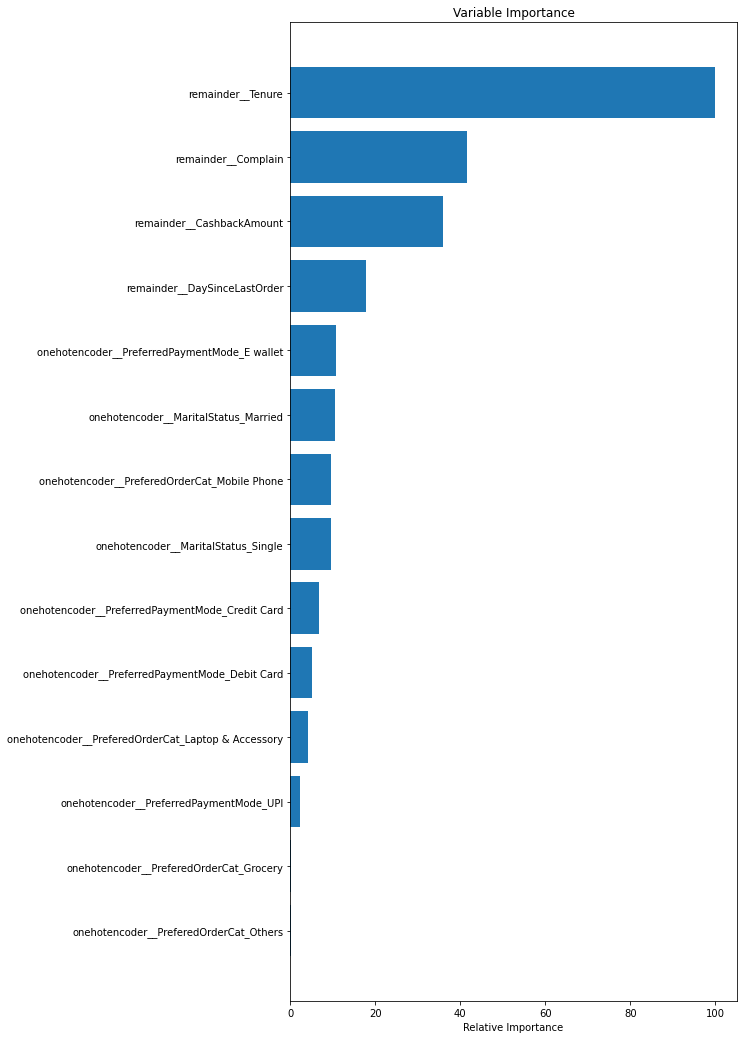 Variable Importance
remainder__Tenure
remainder__Complain
remainder__CashbackAmount
remainder__DaySinceLastOrder
onehotencoder__PreferredPaymentMode_E wallet
onehotencoder__MaritalStatus_Married
onehotencoder__PreferedOrderCat_Mobile Phone
onehotencoder__MaritalStatus_Single
onehotencoder__PreferredPaymentMode_Credit Card
onehotencoder__PreferredPaymentMode_Debit Card
onehotencoder__PreferedOrderCat_Laptop & Accessory
onehotencoder__PreferredPaymentMode_UPI
onehotencoder__PreferedOrderCat_Grocery
onehotencoder__PreferedOrderCat_Others
0 20 40 60 80 100
Relative Importance